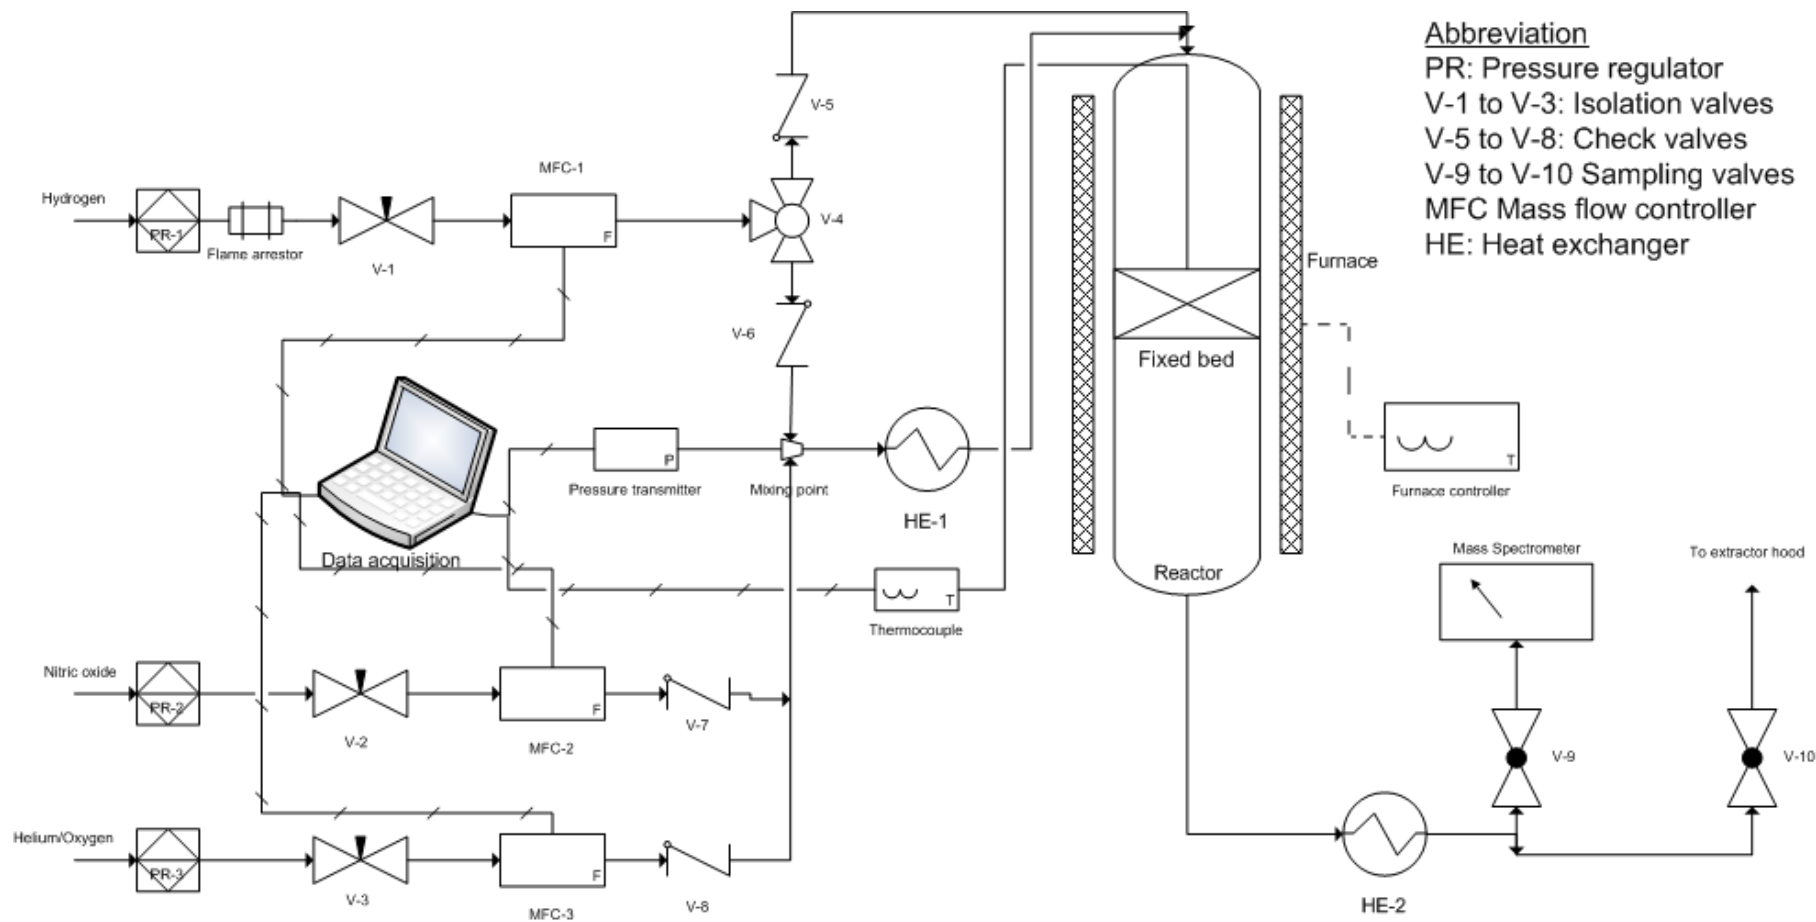 Abbreviation
PR: Pressure regulator
V-1 to V-3: Isolation valves
V-5 to V-8: Check valves
V-9 to V-10 Sampling valves
MFC Mass flow controller
HE: Heat exchanger
V-5
MFC-1
Hydrogen
PR-1
Flame arrestor
V-1
F
V-4
Furnace
V-6
Fixed bed
P
T
Pressure transmitter
Mixing point
Furnace controller
HE-1
Data acquisition
Mass Spectrometer
To extractor hood
Reactor
T
Thermocouple
Nitric oxide
PR-2
V-2
F
MFC-2
V-7
V-9
V-10
Helium/Oxygen
PR-3
V-3
F
MFC-3
V-8
HE-2